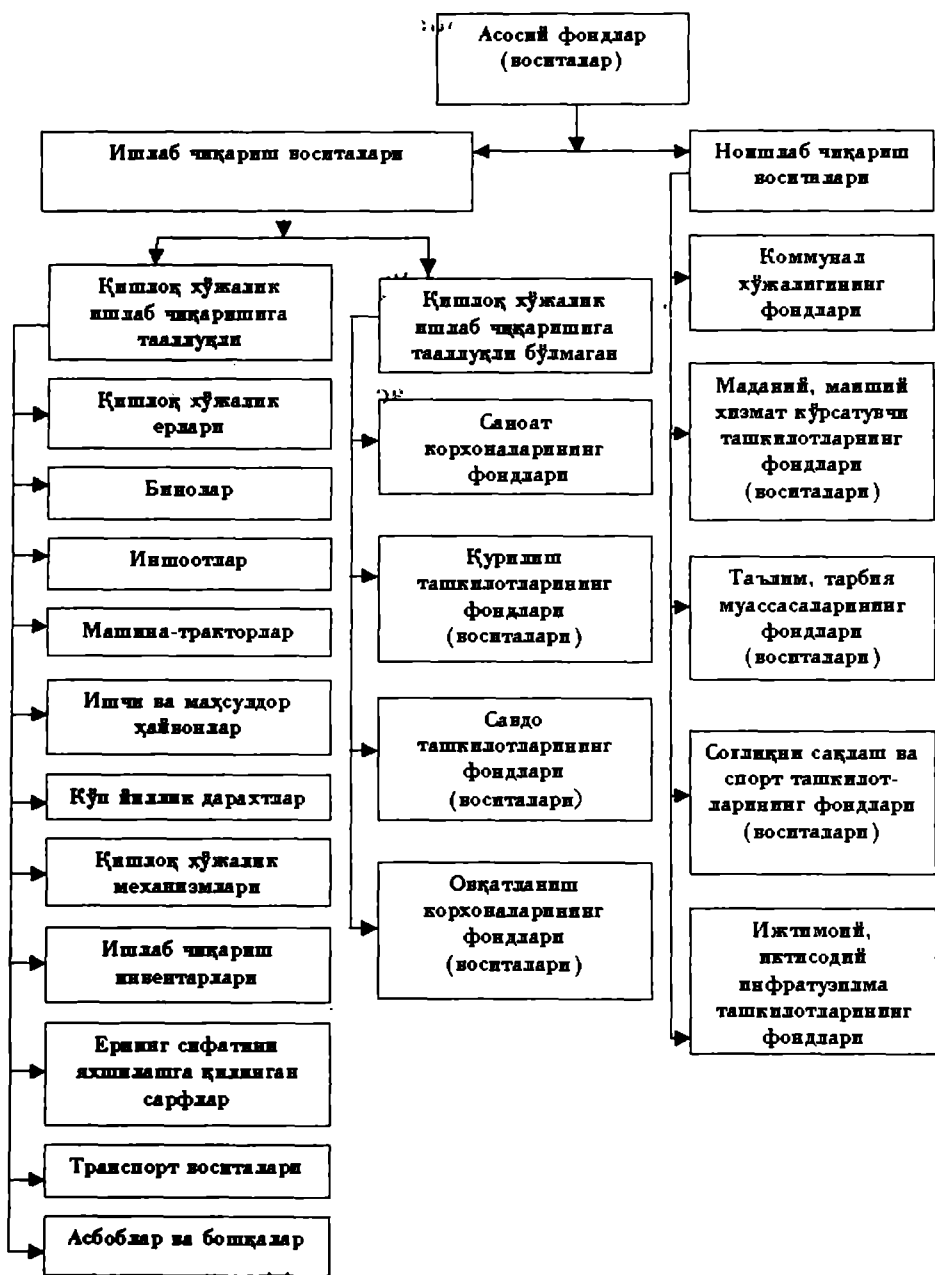 Асосий фондлар
(воситалар)
Ишлаб чиқариш воситалари
Ноишлаб чиқариш
воситалари
Қишлоқ хўжалик
ишлаб чиқаришига
тааллуқли
Қишлоқ хўжалик
ерлари
Бинолар
Иншоотлар
Машина-тракторлар
Ишчи ва маҳсулдор
ҳайвонлар
Кўп йиллик дарахтлар
Қишлоқ хўжалик
механизмлари
Ишлаб чиқариш
инвентарлари
Ернинг сифатини
яхшилашга қилинган
сарфлар
Транспорт воситалари
Асбоблар ва бошқалар
Қишлоқ хўжалик
ишлаб чиқаришига
тааллуқли бўлмаган
Саноат
корхоналарининг
фондлари
Қурилиш
ташкилотларининг
фондлари
(воситалари)
Савдо
ташкилотларининг
фондлари
(воситалари)
Овқатланиш
корхоналарининг
фондлари
(воситалари)
Коммунал
хўжалигининг
фондлари
Маданий, маиший
хизмат кўрсатувчи
ташкилотларнинг
фондлари
(воситалари)
Таълим, тарбия
муассасаларининг
фондлари
(воситалари)
Соғлиқни сақлаш ва
спорт ташкилот-
ларининг фондлари
(воситалари)
Ижтимоий,
иқтисодий
инфратузилма
ташкилотларининг
фондлари